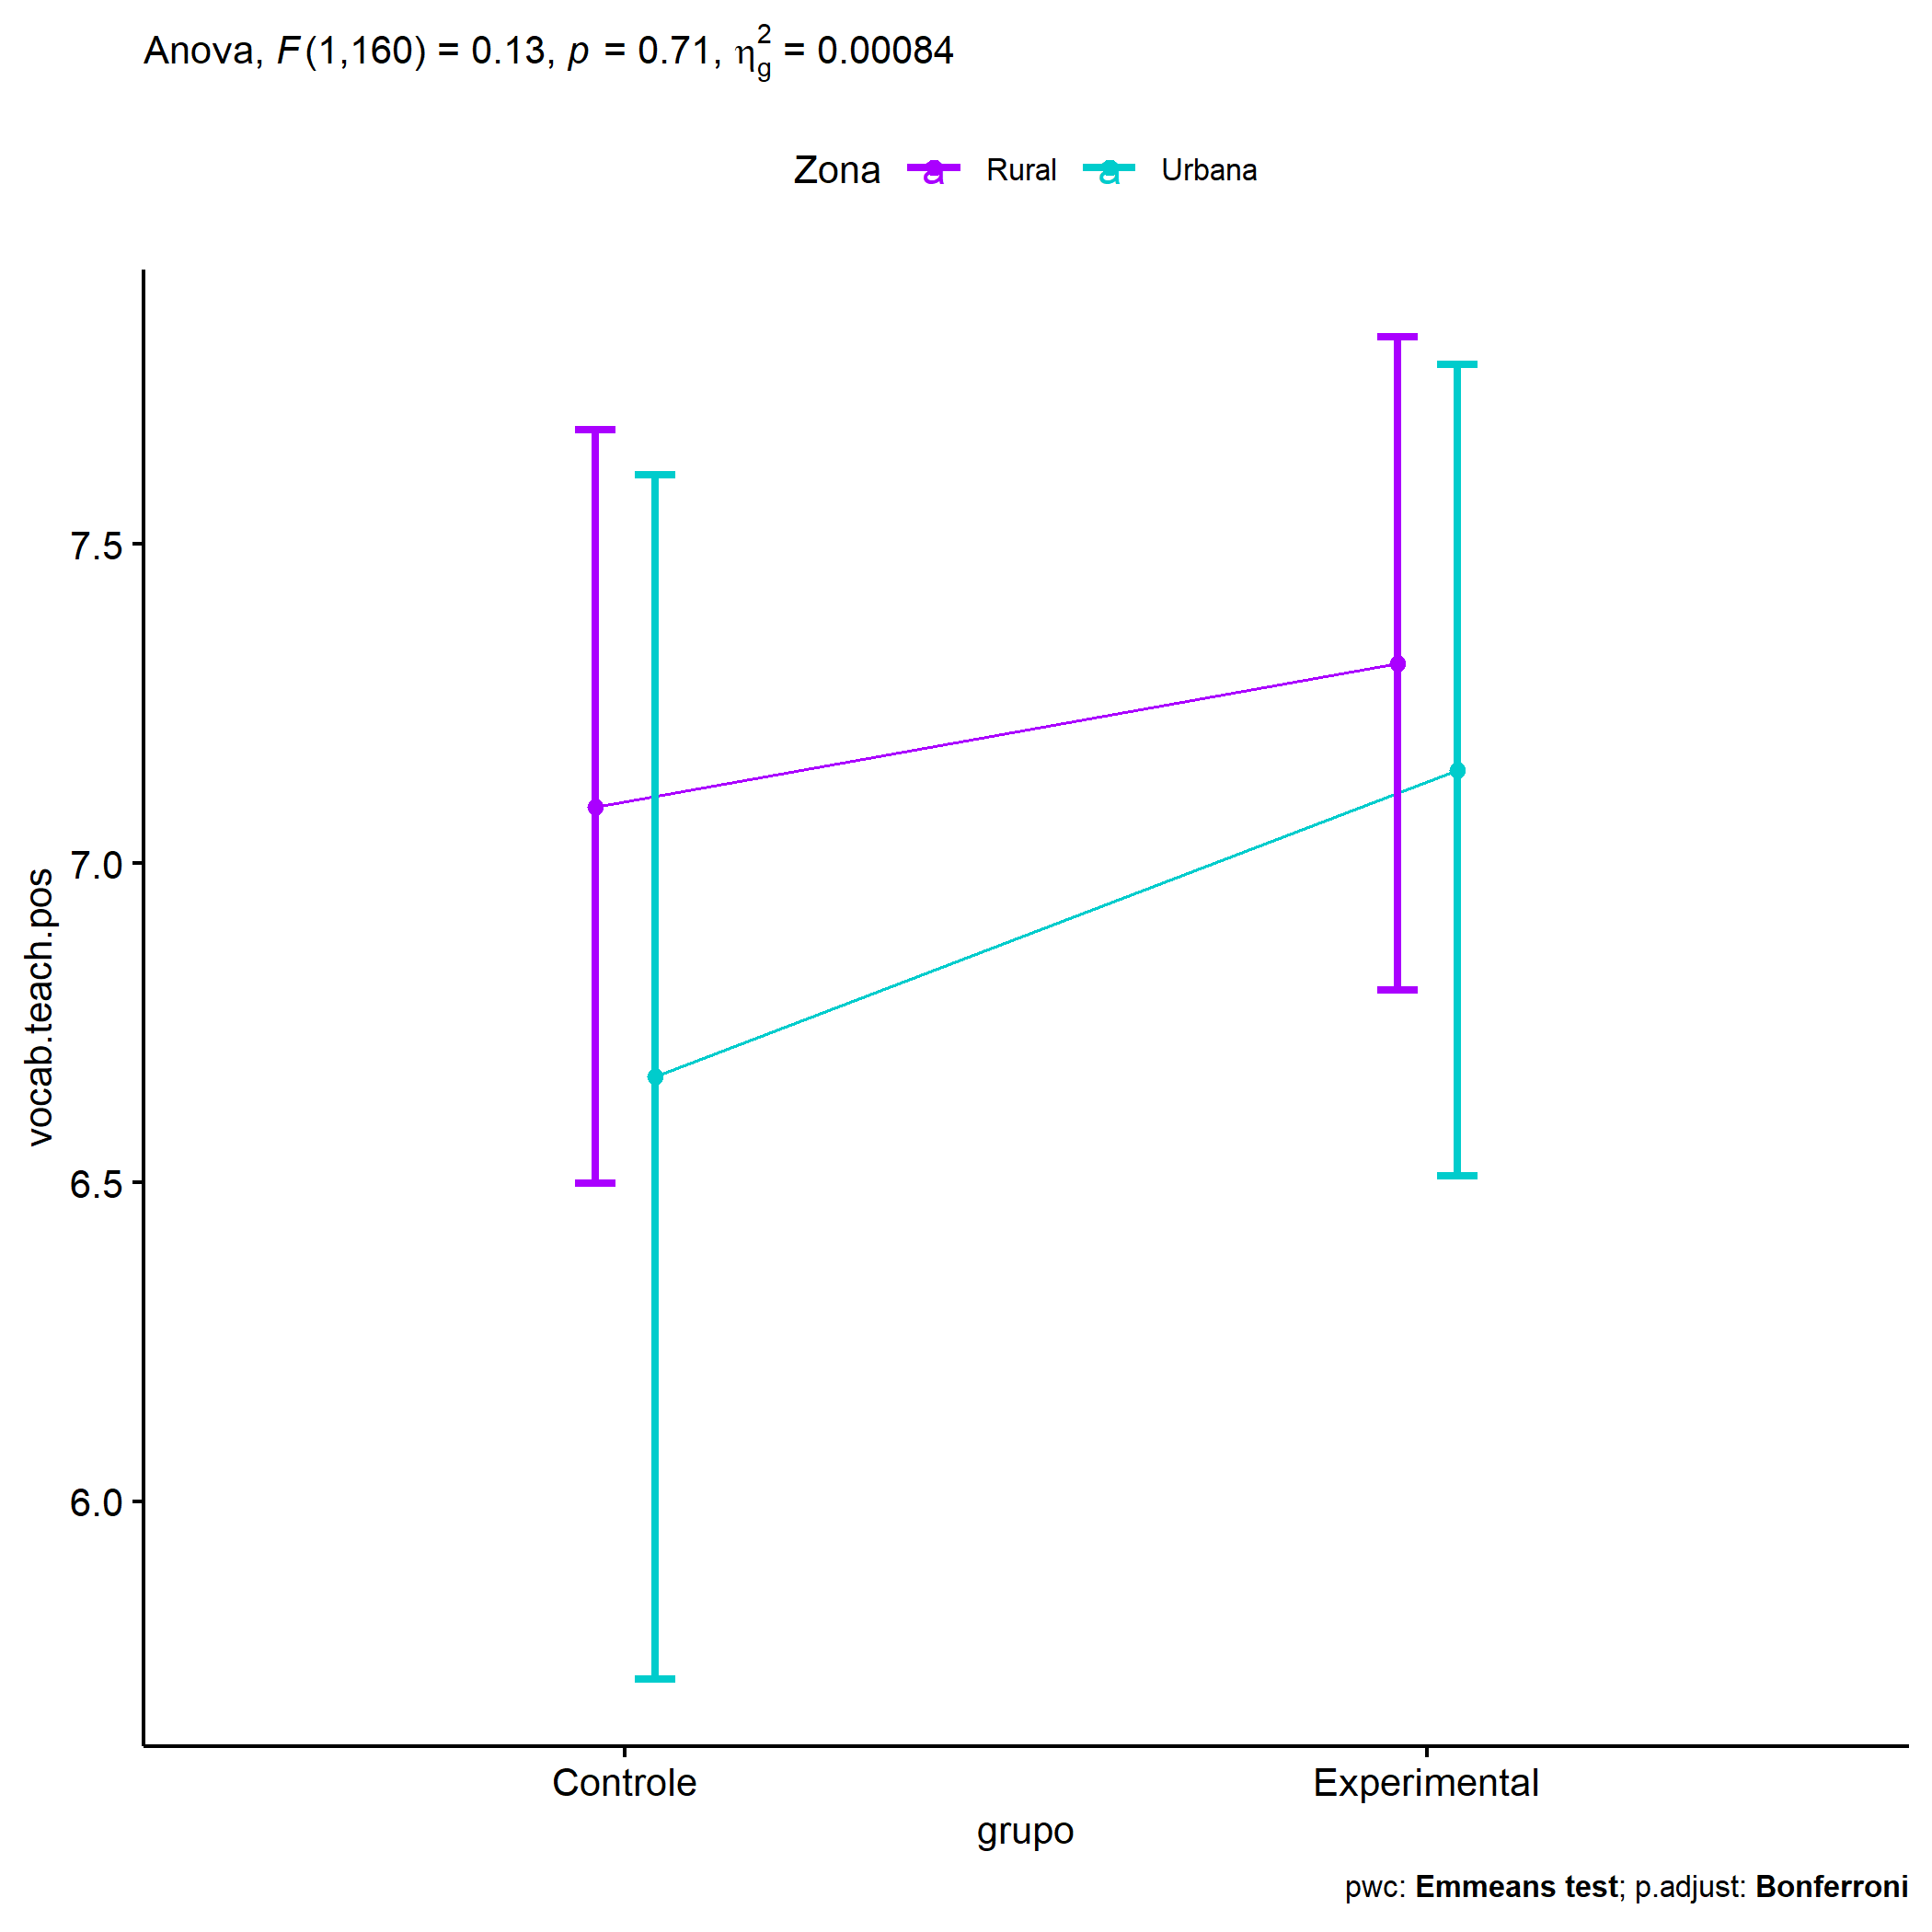 Anova, F(1,160) = 0.13, p = 0.71, η²g = 0.00084
Zona a Rural a Urbana
7.5
7.0
6.5
6.0
vocab.teach.pos
Controle Experimental
grupo
pwc: Emmeans test; p.adjust: Bonferroni